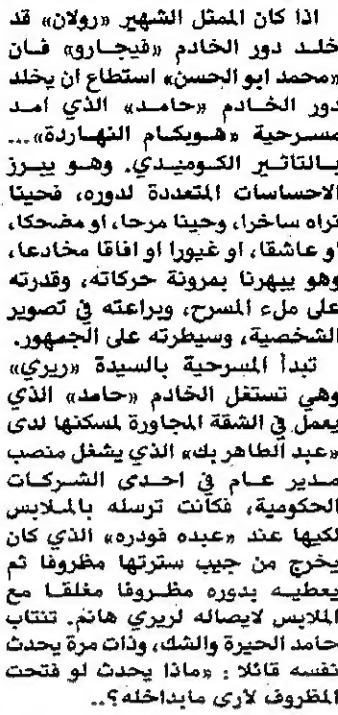 اذا كان الممثل الشهير «رولان» قد
خلد دور الخادم «فيجارو» فان
«محمد ابو الحسن» استطاع ان يخلد
دور الخادم «حامد» الذي امد
مسرحية «هوبكام النهاردة»...
بالتاثير الكوميدي. وهو يبرز
الاحساسات المتعددة لدوره، فحينا
تراه ساخرا، وحينا مرحا، او مضحكا،
او عاشقا، او غيورا او افاقا مخادعا،
وهو يبهرنا بمرونة حركاته، وقدرته
على ملء المسرح، وبراعته في تصوير
الشخصية، وسيطرته على الجمهور.
تبدأ المسرحية بالسيدة «ريري»
وهي تستغل الخادم «حامد» الذي
يعمل في الشقة المجاورة لمسكنها لدى
«عبد الطاهر بك» الذي يشغل منصب
مدير عام في احدى الشركات
الحكومية، فكانت ترسله بالملابس
لكيها عند «عبده فودره» الذي كان
يخرج من جيب سترتها مظروفا ثم
يعطيه بدوره مظروفا مغلقا مع
الملابس لايصاله لريري هانم. تنتاب
حامد الحيرة والشك، وذات مرة يحدث
نفسه قائلا : «ماذا يحدث لو فتحت
المظروف لأرى مابداخله؟..